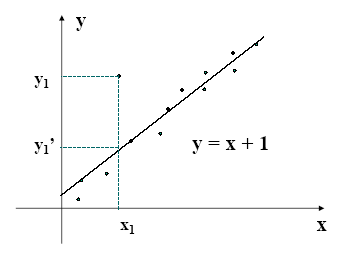 y
y₁
y₁’
y = x + 1
x₁
x